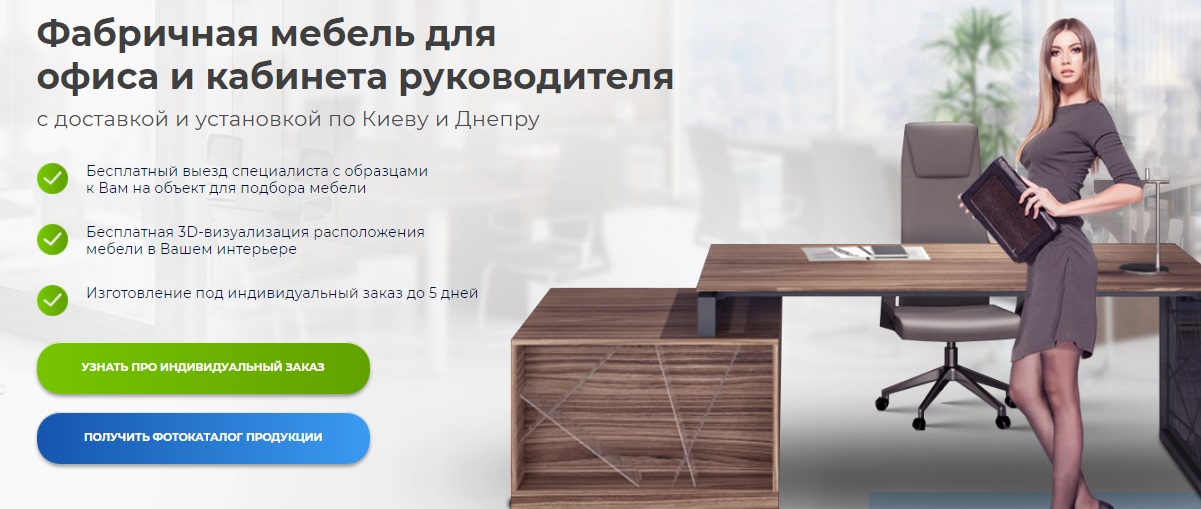 Фабричная мебель для
офиса и кабинета руководителя
с доставкой и установкой по Киеву и Днепру
Бесплатный выезд специалиста с образцами
к Вам на объект для подбора мебели
Бесплатная 3D-визуализация расположения
мебели в Вашем интерьере
Изготовление под индивидуальный заказ до 5 дней
УЗНАТЬ ПРО ИНДИВИДУАЛЬНЫЙ ЗАКАЗ
ПОЛУЧИТЬ ФОТОКАТАЛОГ ПРОДУКЦИИ